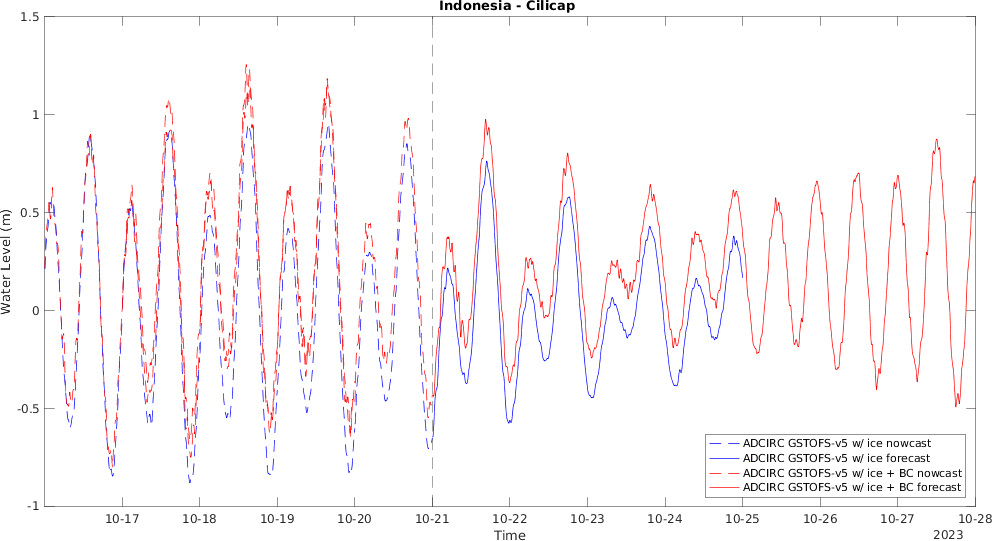 Indonesia - Cilicap
1.5
1
0.5
0
-0.5
-1
Water Level (m)
ADCIRC GSTOFS-v5 w/ ice nowcast
ADCIRC GSTOFS-v5 w/ ice forecast
ADCIRC GSTOFS-v5 w/ ice + BC nowcast
ADCIRC GSTOFS-v5 w/ ice + BC forecast
10-17 10-18 10-19 10-20 10-21 10-22 10-23 10-24 10-25 10-26 10-27 10-28
Time
2023